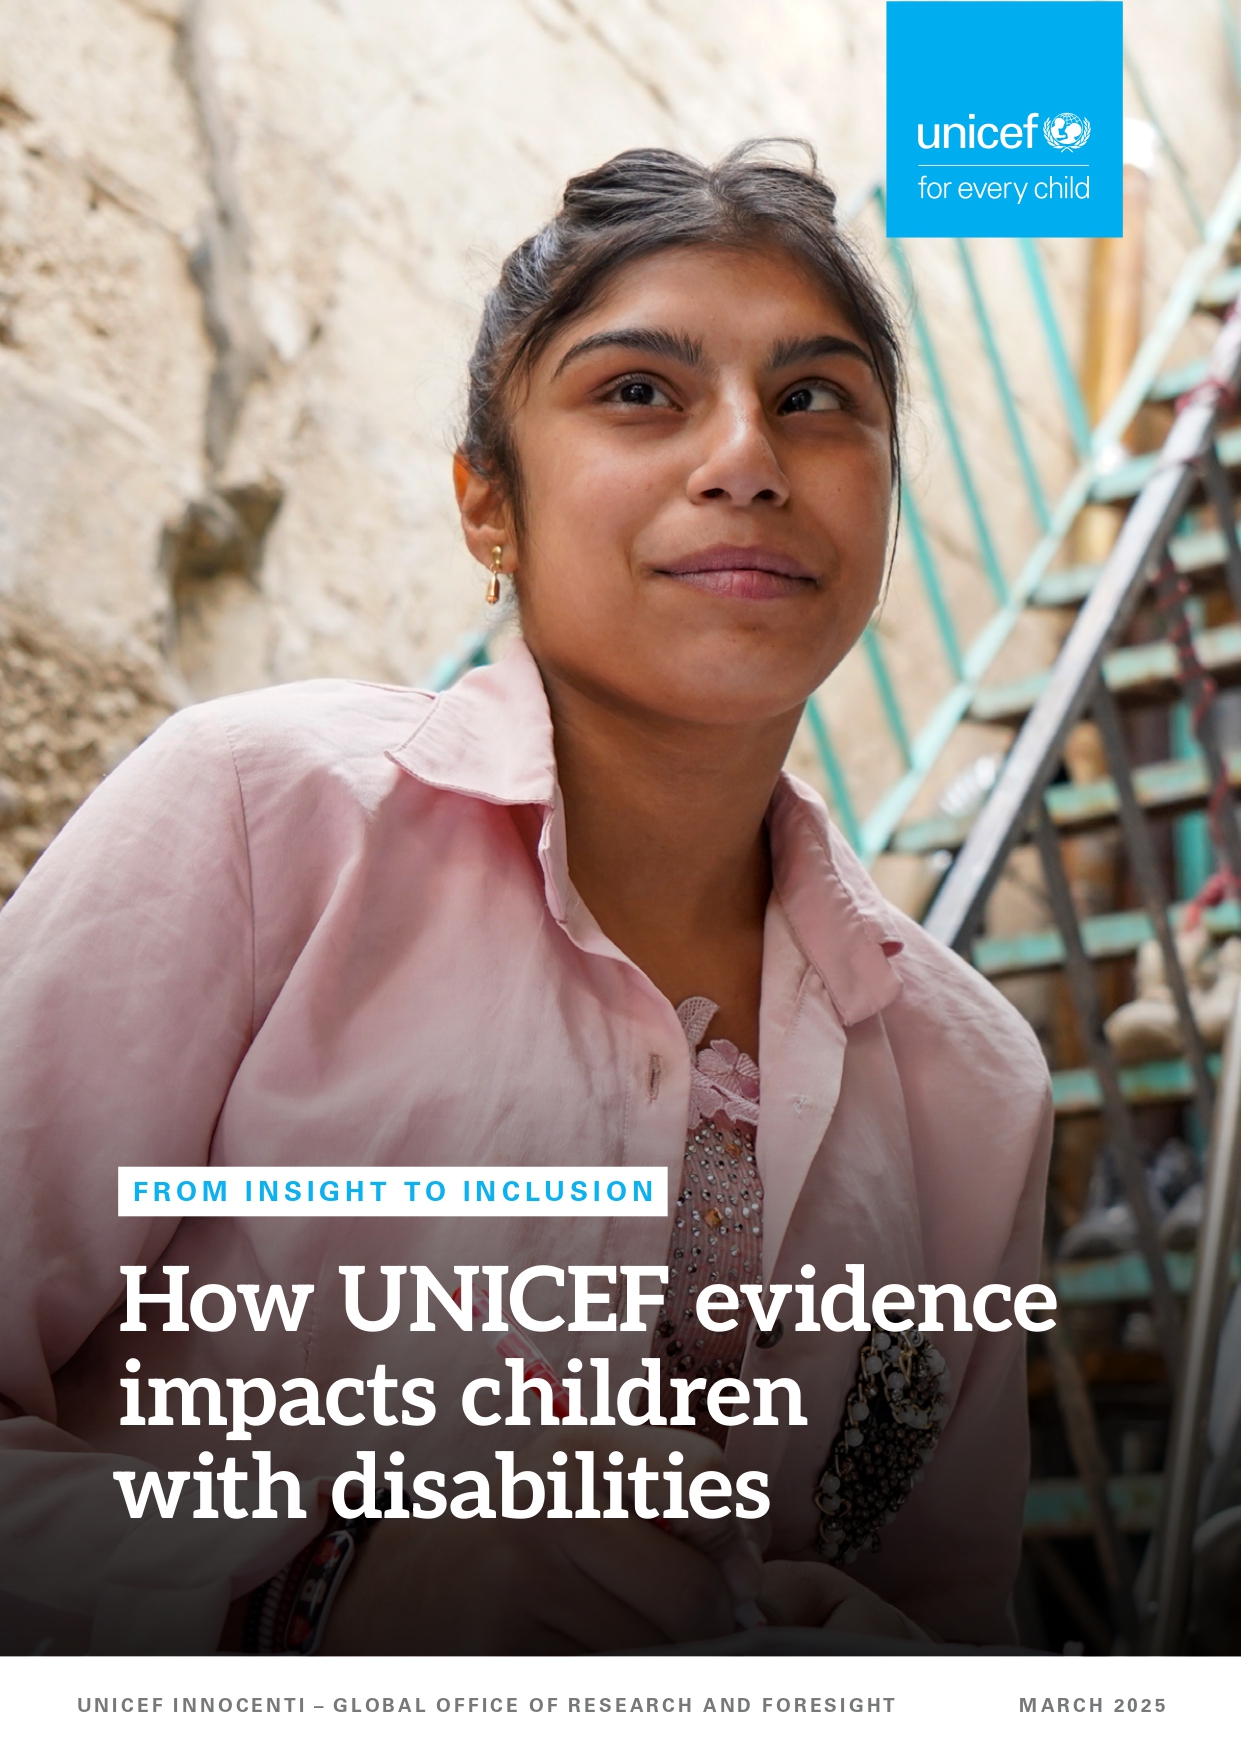 unicef
for every child
FROM INSIGHT TO INCLUSION
How UNICEF evidence
impacts children
with disabilities
UNICEF INNOCENTI – GLOBAL OFFICE OF RESEARCH AND FORESIGHT
MARCH 2025